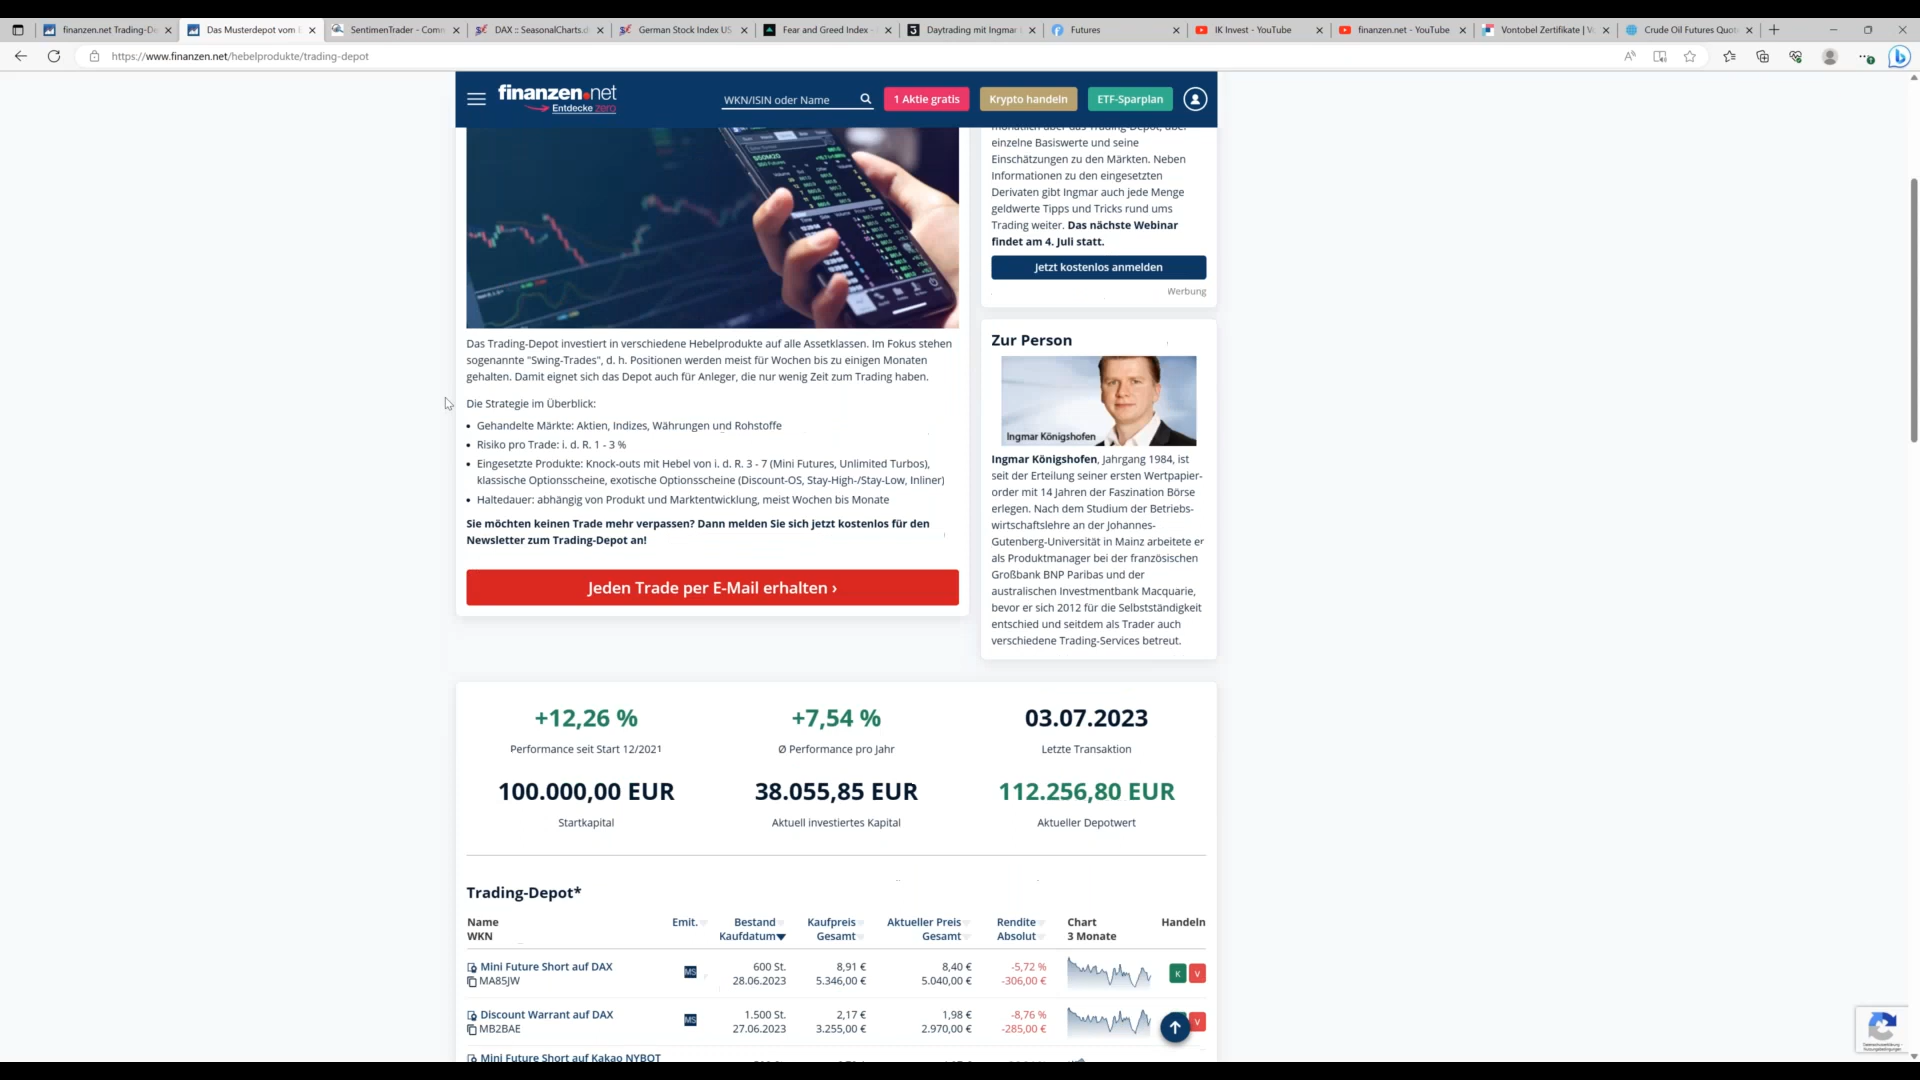 finanzen.net Trading-De
Das Musterdepot vom B
SentimenTrader - Comm
DAX :: SeasonalCharts.d
German Stock Index US
Fear and Greed Index -
Daytrading mit Ingmar
Futures
IK Invest - YouTube
finanzen.net - YouTube
Vontobel Zertifikate | V
Crude Oil Futures Quot
https://www.finanzen.net/hebelprodukte/trading-depot
finanzen.net
Entdecke zero
WKN/ISIN oder Name
1 Aktie gratis
Krypto handeln
ETF-Sparplan
Das Trading-Depot investiert in verschiedene Hebelprodukte auf alle Assetklassen. Im Fokus stehen
sogenannte "Swing-Trades", d. h. Positionen werden meist für Wochen bis zu einigen Monaten
gehalten. Damit eignet sich das Depot auch für Anleger, die nur wenig Zeit zum Trading haben.
Die Strategie im Überblick:
• Gehandelte Märkte: Aktien, Indizes, Währungen und Rohstoffe
• Risiko pro Trade: i. d. R. 1 - 3 %
• Eingesetzte Produkte: Knock-outs mit Hebel von i. d. R. 3 - 7 (Mini Futures, Unlimited Turbos),
klassische Optionsscheine, exotische Optionsscheine (Discount-OS, Stay-High-/Stay-Low, Inliner)
• Haltedauer: abhängig von Produkt und Marktentwicklung, meist Wochen bis Monate
Sie möchten keinen Trade mehr verpassen? Dann melden Sie sich jetzt kostenlos für den
Newsletter zum Trading-Depot an!
Jeden Trade per E-Mail erhalten ›
monatlich über das Trading-Depot, über
einzelne Basiswerte und seine
Einschätzungen zu den Märkten. Neben
Informationen zu den eingesetzten
Derivaten gibt Ingmar auch jede Menge
geldwerte Tipps und Tricks rund ums
Trading weiter. Das nächste Webinar
findet am 4. Juli statt.
Jetzt kostenlos anmelden
Werbung
Zur Person
Ingmar Königshofen
Ingmar Königshofen, Jahrgang 1984, ist
seit der Erteilung seiner ersten Wertpapier-
order mit 14 Jahren der Faszination Börse
erlegen. Nach dem Studium der Betriebs-
wirtschaftslehre an der Johannes-
Gutenberg-Universität in Mainz arbeitete er
als Produktmanager bei der französischen
Großbank BNP Paribas und der
australischen Investmentbank Macquarie,
bevor er sich 2012 für die Selbstständigkeit
entschied und seitdem als Trader auch
verschiedene Trading-Services betreut.
+12,26 %
Performance seit Start 12/2021
+7,54 %
Ø Performance pro Jahr
03.07.2023
Letzte Transaktion
100.000,00 EUR
Startkapital
38.055,85 EUR
Aktuell investiertes Kapital
112.256,80 EUR
Aktueller Depotwert
Trading-Depot*
Name Emit. Bestand Kaufpreis Aktueller Preis Rendite Chart Handeln
WKN Kaufdatum Gesamt Gesamt Absolut 3 Monate
Mini Future Short auf DAX MS 600 St. 8,91 € 8,40 € -5,72 % K V
MA85JW 28.06.2023 5.346,00 € 5.040,00 € -306,00 €
Discount Warrant auf DAX MS 1.500 St. 2,17 € 1,98 € -8,76 % V
MB2BAE 27.06.2023 3.255,00 € 2.970,00 € -285,00 €
Mini Future Short auf Kakao NYBOT